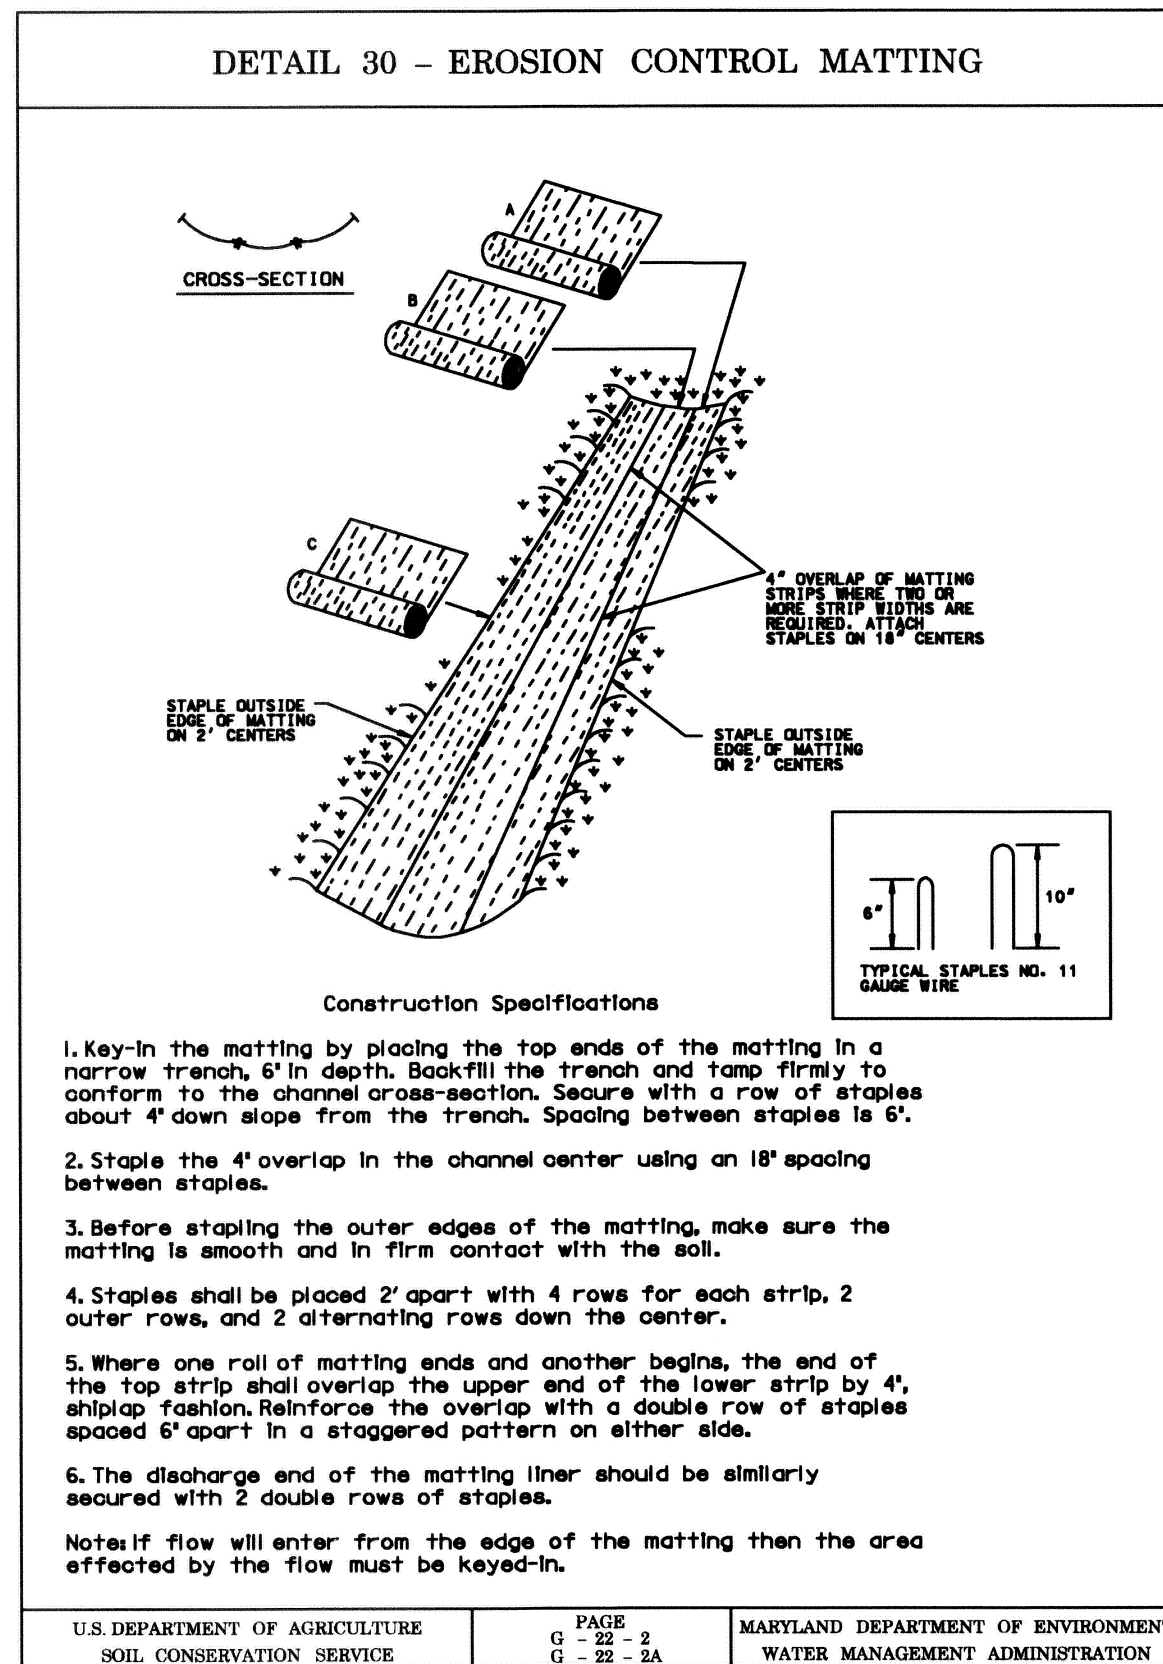 DETAIL 30 - EROSION CONTROL MATTING
A
CROSS-SECTION
B
C
4" OVERLAP OF MATTING
STRIPS WHERE TWO OR
MORE STRIP WIDTHS ARE
REQUIRED. ATTACH
STAPLES ON 18" CENTERS
STAPLE OUTSIDE
EDGE OF MATTING
ON 2' CENTERS
STAPLE OUTSIDE
EDGE OF MATTING
ON 2' CENTERS
6"
10"
TYPICAL STAPLES NO. 11
GAUGE WIRE
Construction Specifications
1. Key-in the matting by placing the top ends of the matting in a
narrow trench, 6" in depth. Backfill the trench and tamp firmly to
conform to the channel cross-section. Secure with a row of staples
about 4" down slope from the trench. Spacing between staples is 6".
2. Staple the 4" overlap in the channel center using an 18" spacing
between staples.
3. Before stapling the outer edges of the matting, make sure the
matting is smooth and in firm contact with the soil.
4. Staples shall be placed 2' apart with 4 rows for each strip, 2
outer rows, and 2 alternating rows down the center.
5. Where one roll of matting ends and another begins, the end of
the top strip shall overlap the upper end of the lower strip by 4",
shiplap fashion. Reinforce the overlap with a double row of staples
spaced 6" apart in a staggered pattern on either side.
6. The discharge end of the matting liner should be similarly
secured with 2 double rows of staples.
Note: If flow will enter from the edge of the matting then the area
effected by the flow must be keyed-in.
U.S. DEPARTMENT OF AGRICULTURE
SOIL CONSERVATION SERVICE
PAGE
G - 22 - 2
G - 22 - 2A
MARYLAND DEPARTMENT OF ENVIRONMEN
WATER MANAGEMENT ADMINISTRATION